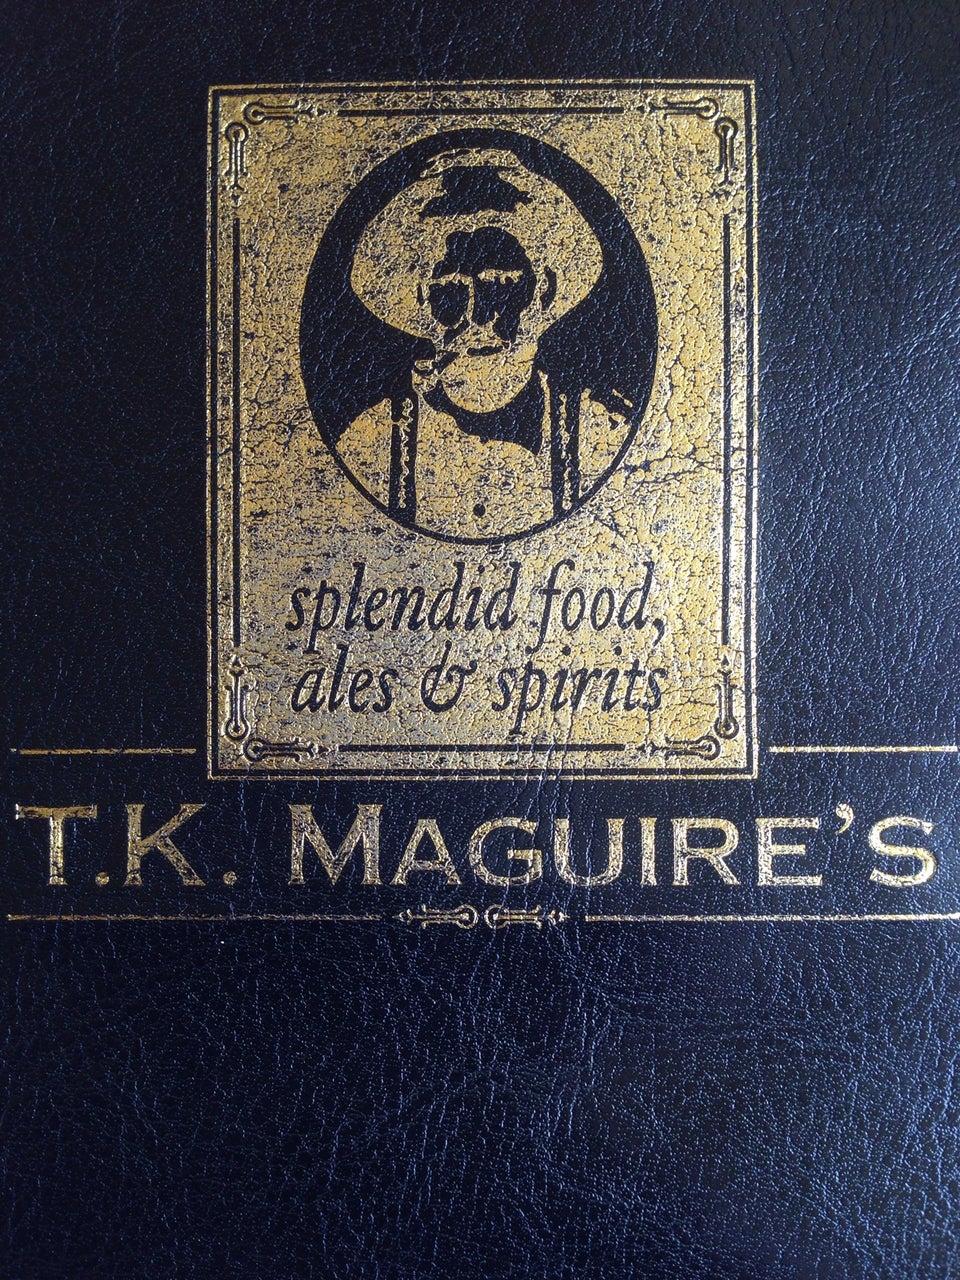 splendid food,
ales & spirits
T.K. MAGUIRE'S